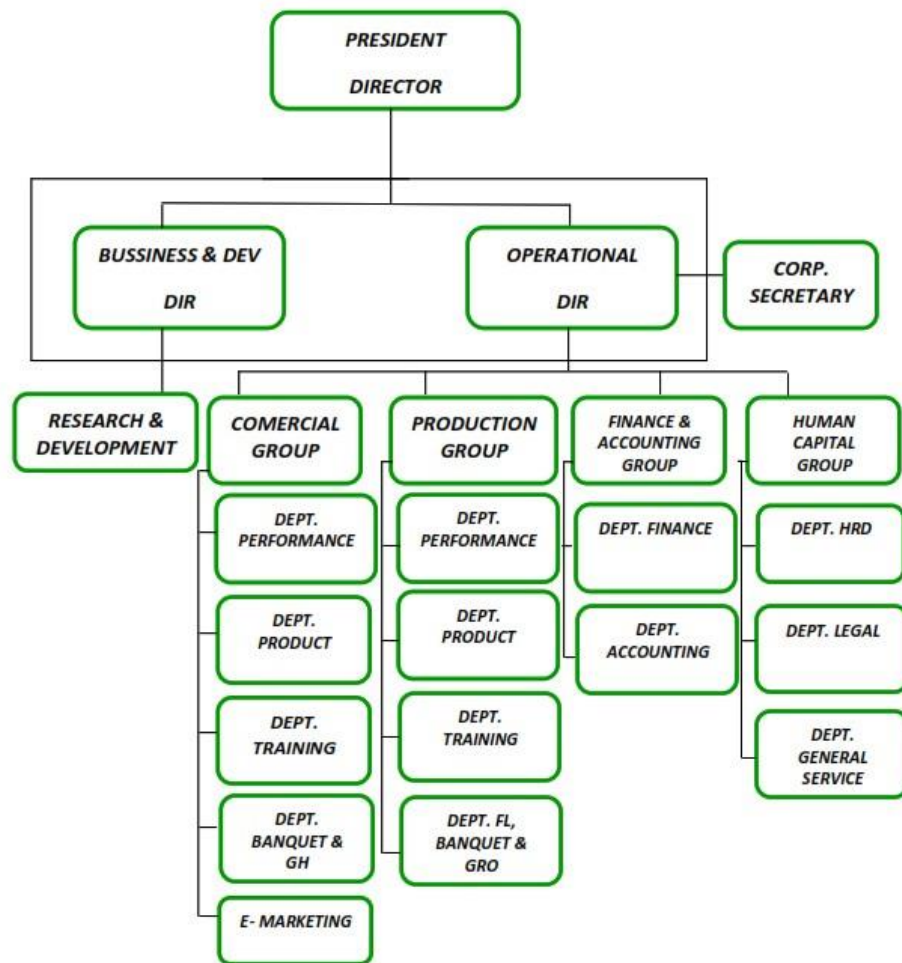 PRESIDENT
DIRECTOR
BUSSINESS & DEV
DIR
OPERATIONAL
DIR
CORP.
SECRETARY
RESEARCH &
DEVELOPMENT
COMERCIAL
GROUP
PRODUCTION
GROUP
FINANCE &
ACCOUNTING
GROUP
HUMAN
CAPITAL
GROUP
DEPT.
PERFORMANCE
DEPT.
PERFORMANCE
DEPT. FINANCE
DEPT. HRD
DEPT.
PRODUCT
DEPT.
PRODUCT
DEPT.
ACCOUNTING
DEPT. LEGAL
DEPT.
TRAINING
DEPT.
TRAINING
DEPT.
GENERAL
SERVICE
DEPT.
BANQUET &
GH
DEPT. FL,
BANQUET &
GRO
E- MARKETING